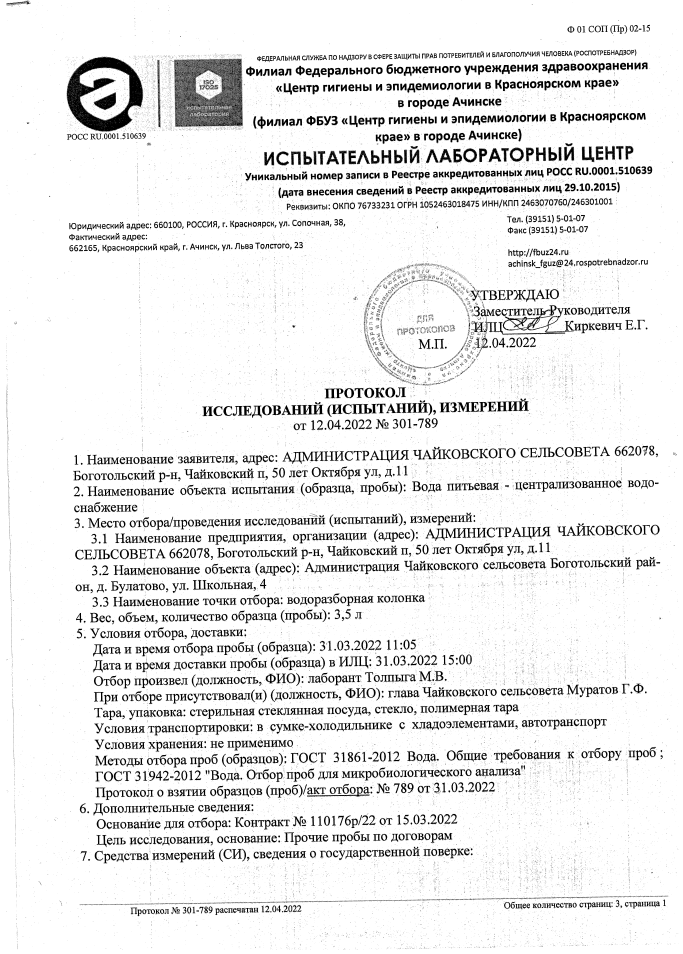 Ф 01 СОП (Пр) 02-15
ФЕДЕРАЛЬНАЯ СЛУЖБА ПО НАДЗОРУ В СФЕРЕ ЗАЩИТЫ ПРАВ ПОТРЕБИТЕЛЕЙ И БЛАГОПОЛУЧИЯ ЧЕЛОВЕКА (РОСПОТРЕБНАДЗОР)
Филиал Федерального бюджетного учреждения здравоохранения
«Центр гигиены и эпидемиологии в Красноярском крае»
в городе Ачинске
(филиал ФБУЗ «Центр гигиены и эпидемиологии в Красноярском
крае» в городе Ачинске)
ISO
17025
испытательные
лаборатории
РОСС RU.0001.510639
ИСПЫТАТЕЛЬНЫЙ ЛАБОРАТОРНЫЙ ЦЕНТР
Уникальный номер записи в Реестре аккредитованных лиц РОСС RU.0001.510639
(дата внесения сведений в Реестр аккредитованных лиц 29.10.2015)
Реквизиты: ОКПО 76733231 ОГРН 1052463018475 ИНН/КПП 2463070760/246301001
Юридический адрес: 660100, РОССИЯ, г. Красноярск, ул. Сопочная, 38,
Фактический адрес:
662165, Красноярский край, г. Ачинск, ул. Льва Толстого, 23
Тел. (39151) 5-01-07
Факс (39151) 5-01-07
http://fbuz24.ru
achinsk_fguz@24.rospotrebnadzor.ru
УТВЕРЖДАЮ
Заместитель Руководителя
ИЛЦ Киркевич Е.Г.
М.П. 12.04.2022
ДЛЯ
ПРОТОКОЛОВ
ПРОТОКОЛ
ИССЛЕДОВАНИЙ (ИСПЫТАНИЙ), ИЗМЕРЕНИЙ
от 12.04.2022 № 301-789
1. Наименование заявителя, адрес: АДМИНИСТРАЦИЯ ЧАЙКОВСКОГО СЕЛЬСОВЕТА 662078,
Боготольский р-н, Чайковский п, 50 лет Октября ул, д.11
2. Наименование объекта испытания (образца, пробы): Вода питьевая - централизованное водо-
снабжение
3. Место отбора/проведения исследований (испытаний), измерений:
3.1 Наименование предприятия, организации (адрес): АДМИНИСТРАЦИЯ ЧАЙКОВСКОГО
СЕЛЬСОВЕТА 662078, Боготольский р-н, Чайковский п, 50 лет Октября ул, д.11
3.2 Наименование объекта (адрес): Администрация Чайковского сельсовета Боготольский рай-
он, д. Булатово, ул. Школьная, 4
3.3 Наименование точки отбора: водоразборная колонка
4. Вес, объем, количество образца (пробы): 3,5 л
5. Условия отбора, доставки:
Дата и время отбора пробы (образца): 31.03.2022 11:05
Дата и время доставки пробы (образца) в ИЛЦ: 31.03.2022 15:00
Отбор произвел (должность, ФИО): лаборант Толпыга М.В.
При отборе присутствовал(и) (должность, ФИО): глава Чайковского сельсовета Муратов Г.Ф.
Тара, упаковка: стерильная стеклянная посуда, стекло, полимерная тара
Условия транспортировки: в сумке-холодильнике с хладоэлементами, автотранспорт
Условия хранения: не применимо
Методы отбора проб (образцов): ГОСТ 31861-2012 Вода. Общие требования к отбору проб ;
ГОСТ 31942-2012 "Вода. Отбор проб для микробиологического анализа"
Протокол о взятии образцов (проб)/акт отбора: № 789 от 31.03.2022
6. Дополнительные сведения:
Основание для отбора: Контракт № 110176р/22 от 15.03.2022
Цель исследования, основание: Прочие пробы по договорам
7. Средства измерений (СИ), сведения о государственной поверке:
Протокол № 301-789 распечатан 12.04.2022
Общее количество страниц: 3, страница 1